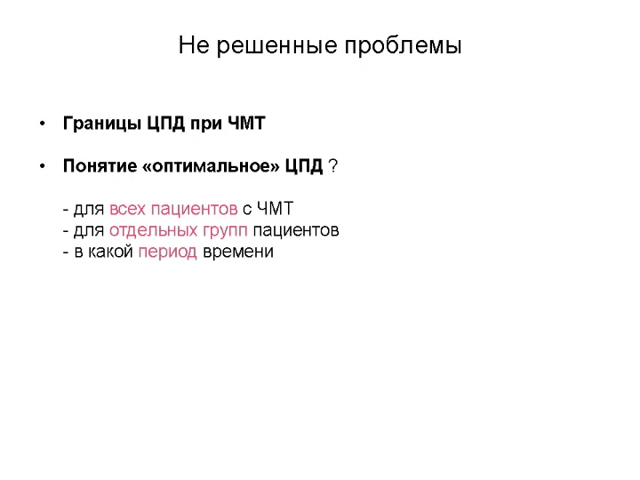 Не решенные проблемы
• Границы ЦПД при ЧМТ
• Понятие «оптимальное» ЦПД ?
- для всех пациентов с ЧМТ
- для отдельных групп пациентов
- в какой период времени